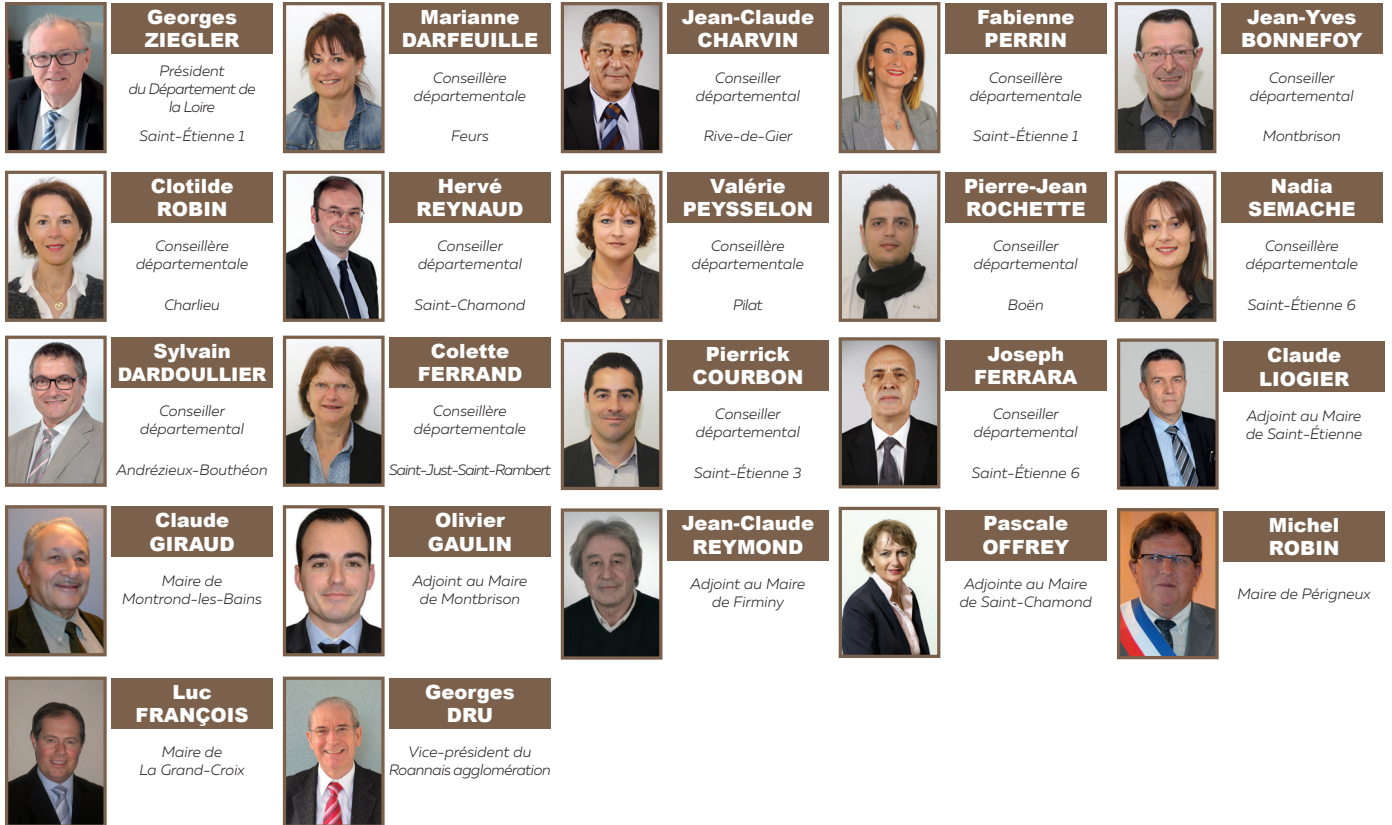 Georges
ZIEGLER
Président
du Département de
la Loire
Saint-Étienne 1
Marianne
DARFEUILLE
Conseillère
départementale
Feurs
Jean-Claude
CHARVIN
Conseiller
départemental
Rive-de-Gier
Fabienne
PERRIN
Conseillère
départementale
Saint-Étienne 1
Jean-Yves
BONNEFOY
Conseiller
départemental
Montbrison
Clotilde
ROBIN
Conseillère
départementale
Charlieu
Hervé
REYNAUD
Conseiller
départemental
Saint-Chamond
Valérie
PEYSSELON
Conseillère
départementale
Pilat
Pierre-Jean
ROCHETTE
Conseiller
départemental
Boën
Nadia
SEMACHE
Conseillère
départementale
Saint-Étienne 6
Sylvain
DARDOULLIER
Conseiller
départemental
Andrézieux-Bouthéon
Colette
FERRAND
Conseillère
départementale
Saint-Just-Saint-Rambert
Pierrick
COURBON
Conseiller
départemental
Saint-Étienne 3
Joseph
FERRARA
Conseiller
départemental
Saint-Étienne 6
Claude
LIOGIER
Adjoint au Maire
de Saint-Étienne
Claude
GIRAUD
Maire de
Montrond-les-Bains
Olivier
GAULIN
Adjoint au Maire
de Montbrison
Jean-Claude
REYMOND
Adjoint au Maire
de Firminy
Pascale
OFFREY
Adjointe au Maire
de Saint-Chamond
Michel
ROBIN
Maire de Périgneux
Luc
FRANÇOIS
Maire de
La Grand-Croix
Georges
DRU
Vice-président du
Roannais agglomération